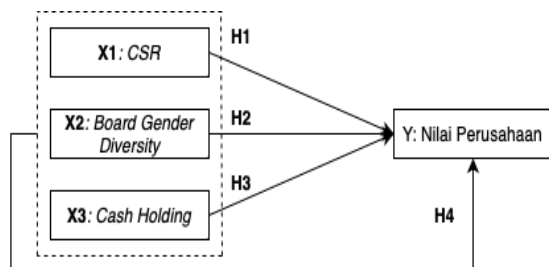 H1
X1: CSR
H2
X2: Board Gender
Diversity
Y: Nilai Perusahaan
H3
X3: Cash Holding
H4